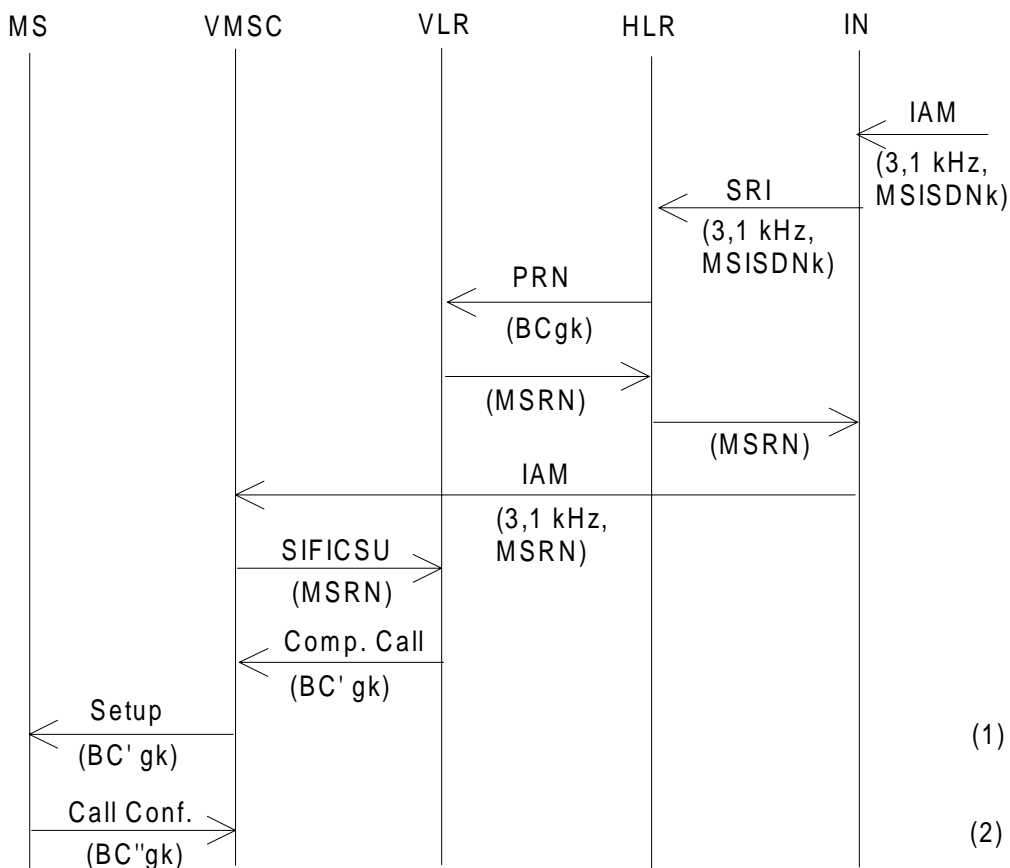 MS VMSC VLR HLR IN
IAM
(3,1 kHz,
MSISDNk)
SRI
(3,1 kHz,
MSISDNk)
PRN
(BCgk)
(MSRN)
(MSRN)
IAM
(3,1 kHz,
MSRN)
SIFICSU
(MSRN)
Comp. Call
(BC' gk)
Setup
(BC' gk)
(1)
Call Conf.
(BC"gk)
(2)